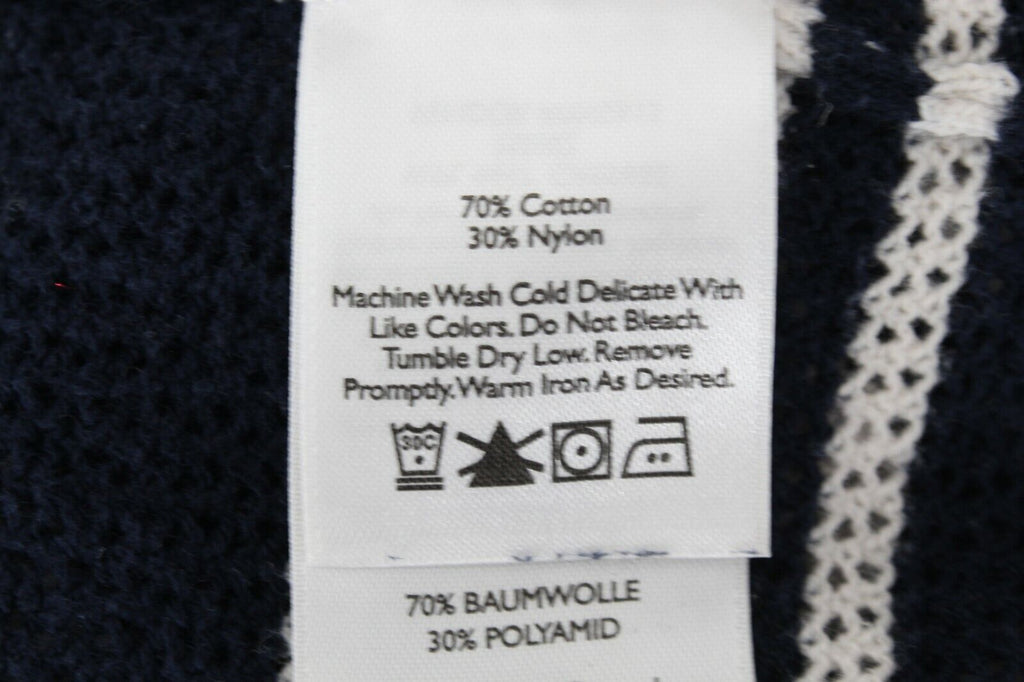 70% Cotton
30% Nylon
Machine Wash Cold Delicate With
Like Colors. Do Not Bleach.
Tumble Dry Low. Remove
Promptly. Warm Iron As Desired.
30C
70% BAUMWOLLE
30% POLYAMID